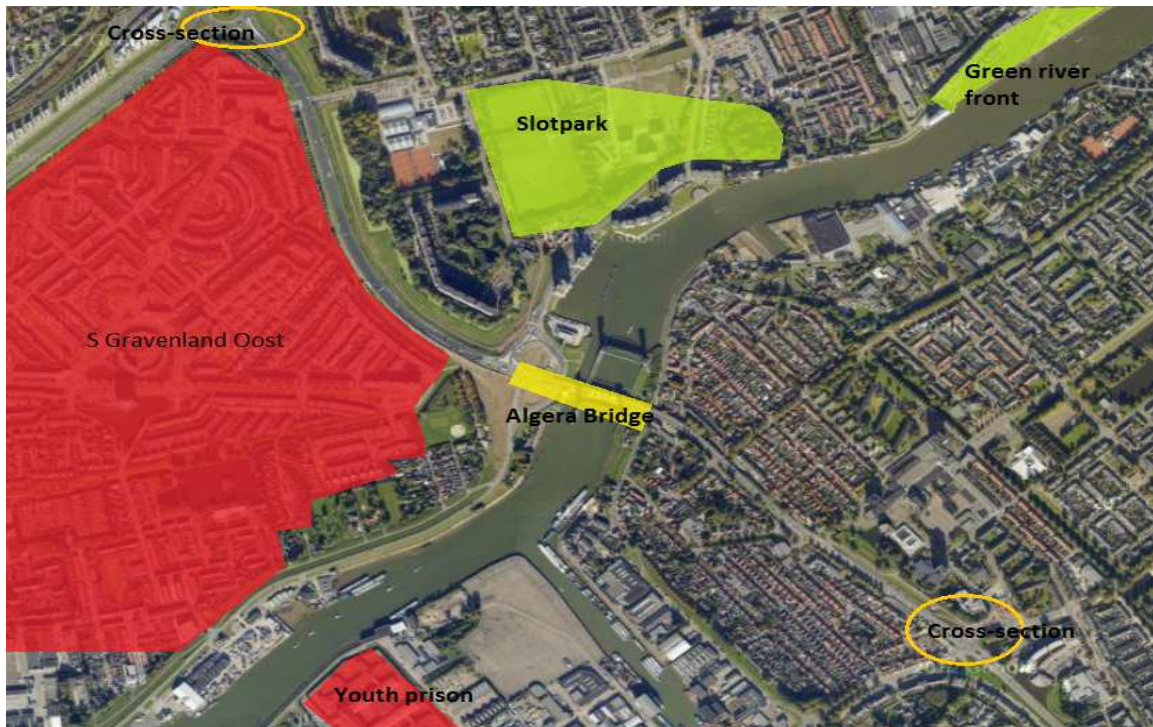 Cross-section
Green river
front
Slotpark
S Gravenland Oost
Algera Bridge
Cross-section
Youth prison